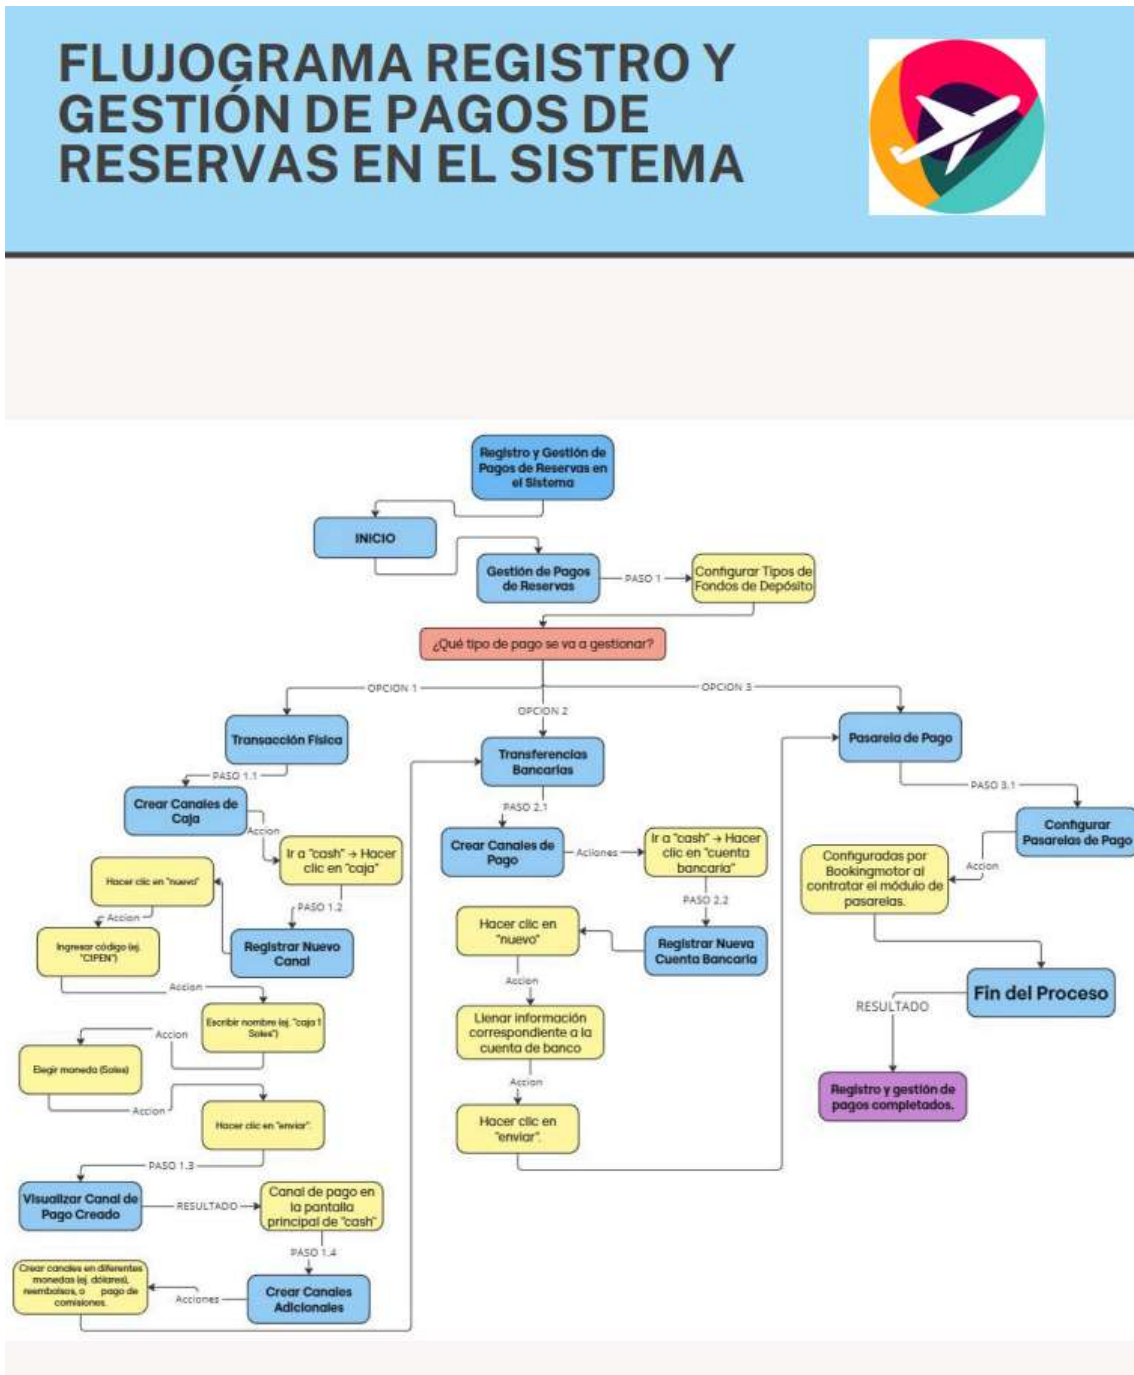 FLUJOGRAMA REGISTRO Y
GESTIÓN DE PAGOS DE
RESERVAS EN EL SISTEMA
Registro y Gestión de
Pagos de Reservas en
el Sistema
INICIO
Gestión de Pagos
de Reservas
PASO 1
Configurar Tipos de
Fondos de Depósito
¿Qué tipo de pago se va a gestionar?
OPCION 1
OPCION 2
OPCION 3
Transacción Física
PASO 1.1
Crear Canales de
Caja
Accion
Ir a "cash" → Hacer
clic en "caja"
PASO 1.2
Registrar Nuevo
Canal
Hacer clic en "nuevo"
Accion
Ingresar código (ej.
"CIPEN")
Accion
Escribir nombre (ej. "caja 1
Soles")
Accion
Elegir moneda (Soles)
Accion
Hacer clic en "enviar".
PASO 1.3
Visualizar Canal de
Pago Creado
RESULTADO
Canal de pago en
la pantalla
principal de "cash"
PASO 1.4
Crear Canales
Adicionales
Acciones
Crear canales en diferentes
monedas (ej. dólares),
reembolsos, o pago de
comisiones.
Transferencias
Bancarias
PASO 2.1
Crear Canales de
Pago
Aciiones
Ir a "cash" → Hacer
clic en "cuenta
bancaria"
PASO 2.2
Registrar Nueva
Cuenta Bancaria
Hacer clic en
"nuevo"
Accion
Llenar información
correspondiente a la
cuenta de banco
Accion
Hacer clic en
"enviar".
Pasarela de Pago
PASO 3.1
Configurar
Pasarelas de Pago
Accion
Configuradas por
Bookingmotor al
contratar el módulo de
pasarelas.
Fin del Proceso
RESULTADO
Registro y gestión de
pagos completados.